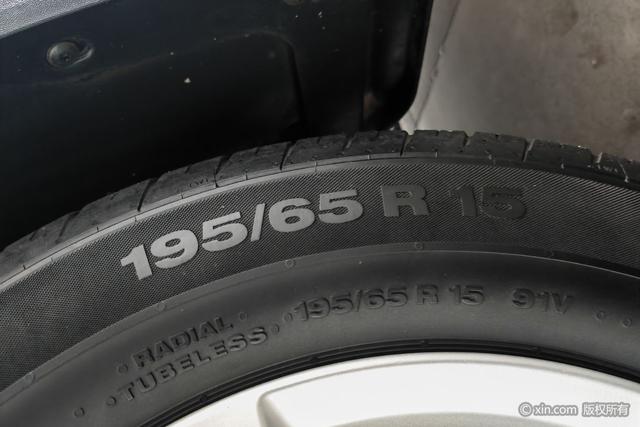 195/65 R 15
195/65 R 15 91V
RADIAL
TUBELESS
©xin.com 版权所有